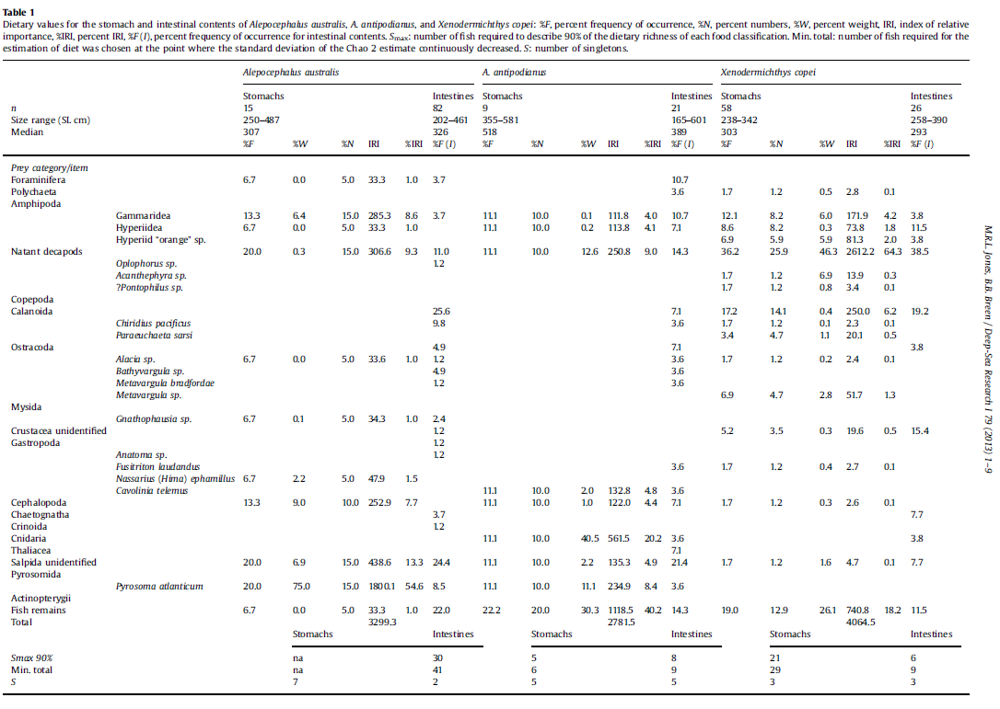 Table 1
Dietary values for the stomach and intestinal contents of Alepocephalus australis, A. antipodianus, and Xenodermichthys copei: %F, percent frequency of occurrence, %N, percent numbers, %W, percent weight, IRI, index of relative
importance, %IRI, percent IRI, %F (I), percent frequency of occurrence for intestinal contents. Smax: number of fish required to describe 90% of the dietary richness of each food classification. Min. total: number of fish required for the
estimation of diet was chosen at the point where the standard deviation of the Chao 2 estimate continuously decreased. S: number of singletons.
Alepocephalus australis A. antipodianus Xenodermichthys copei
Stomachs Intestines Stomachs Intestines Stomachs Intestines
n 15 82 9 21 58 26
Size range (SL cm) 250–487 202–461 355–581 165–601 238–342 258–390
Median 307 326 518 389 303 293
%F %W %N IRI %IRI %F (I) %F %N %W IRI %IRI %F (I) %F %N %W IRI %IRI %F (I)
Prey category/item
Foraminifera 6.7 0.0 5.0 33.3 1.0 3.7 10.7
Polychaeta 3.6 1.7 1.2 0.5 2.8 0.1
Amphipoda
Gammaridea 13.3 6.4 15.0 285.3 8.6 3.7 11.1 10.0 0.1 111.8 4.0 10.7 12.1 8.2 6.0 171.9 4.2 3.8
Hyperiidea 6.7 0.0 5.0 33.3 1.0 11.1 10.0 0.2 113.8 4.1 7.1 8.6 8.2 0.3 73.8 1.8 11.5
Hyperiid "orange" sp. 6.9 5.9 5.9 81.3 2.0 3.8
Natant decapods 20.0 0.3 15.0 306.6 9.3 11.0 11.1 10.0 12.6 250.8 9.0 14.3 36.2 25.9 46.3 2612.2 64.3 38.5
Oplophorus sp. 1.2
Acanthephyra sp. 1.7 1.2 6.9 13.9 0.3
?Pontophilus sp. 1.7 1.2 0.8 3.4 0.1
Copepoda
Calanoida 25.6 7.1 17.2 14.1 0.4 250.0 6.2 19.2
Chiridius pacificus 9.8 3.6 1.7 1.2 0.1 2.3 0.1
Paraeuchaeta sarsi 3.4 4.7 1.1 20.1 0.5
Ostracoda 4.9 7.1 3.8
Alacia sp. 6.7 0.0 5.0 33.6 1.0 1.2 3.6 1.7 1.2 0.2 2.4 0.1
Bathyvargula sp. 4.9 3.6
Metavargula bradfordae 1.2 3.6
Metavargula sp. 6.9 4.7 2.8 51.7 1.3
Mysida
Gnathophausia sp. 6.7 0.1 5.0 34.3 1.0 2.4
Crustacea unidentified 1.2 5.2 3.5 0.3 19.6 0.5 15.4
Gastropoda 1.2
Anatoma sp. 1.2
Fusitriton laudandus 3.6 1.7 1.2 0.4 2.7 0.1
Nassarius (Hima) ephamillus 6.7 2.2 5.0 47.9 1.5
Cavolinia telemus 11.1 10.0 2.0 132.8 4.8 3.6
Cephalopoda 13.3 9.0 10.0 252.9 7.7 11.1 10.0 1.0 122.0 4.4 7.1 1.7 1.2 0.3 2.6 0.1
Chaetognatha 3.7 7.7
Crinoida 1.2
Cnidaria 11.1 10.0 40.5 561.5 20.2 3.6 3.8
Thaliacea 7.1
Salpida unidentified 20.0 6.9 15.0 438.6 13.3 24.4 11.1 10.0 2.2 135.3 4.9 21.4 1.7 1.2 1.6 4.7 0.1 7.7
Pyrosomida
Pyrosoma atlanticum 20.0 75.0 15.0 1800.1 54.6 8.5 11.1 10.0 11.1 234.9 8.4 3.6
Actinopterygii
Fish remains 6.7 0.0 5.0 33.3 1.0 22.0 22.2 20.0 30.3 1118.5 40.2 14.3 19.0 12.9 26.1 740.8 18.2 11.5
Total 3299.3 2781.5 4064.5
Stomachs Intestines Stomachs Intestines Stomachs Intestines
Smax 90% na 30 5 8 21 6
Min. total na 41 6 9 29 9
S 7 2 5 5 3 3
M.R.L. Jones, B.B. Breen / Deep-Sea Research I 79 (2013) 1–9